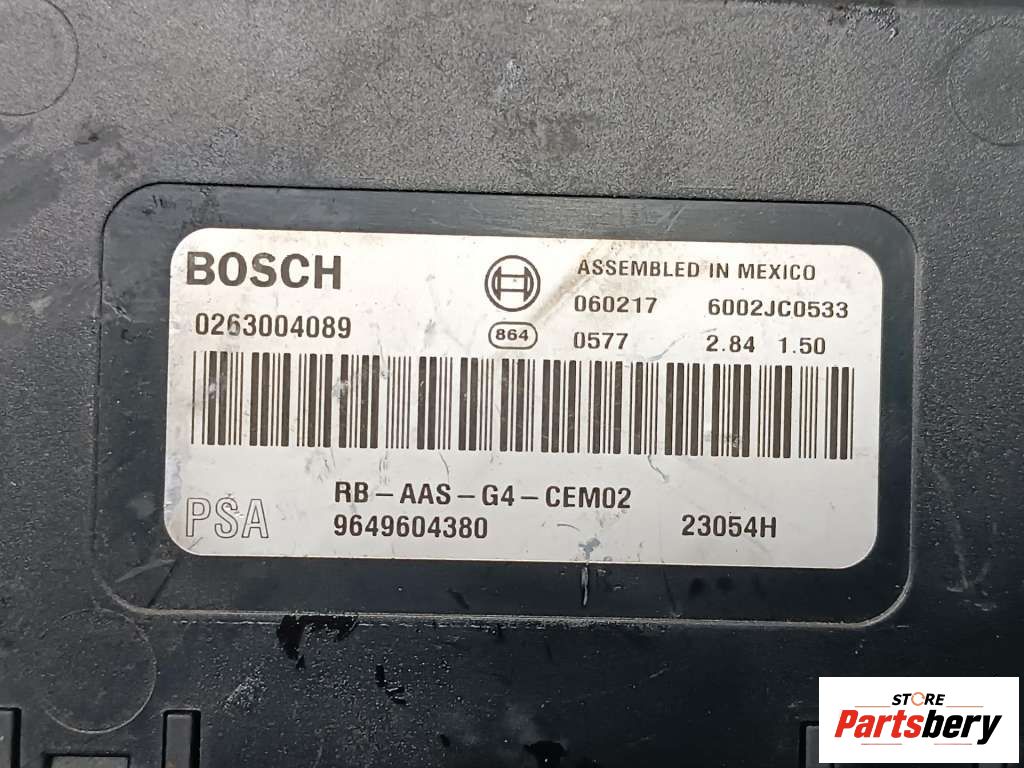 BOSCH
ASSEMBLED IN MEXICO
0263004089
060217 6002JC0533
864
0577 2.84 1.50
RB-AAS-G4-CEM02
PSA
9649604380 23054H
STORE
Partsbery